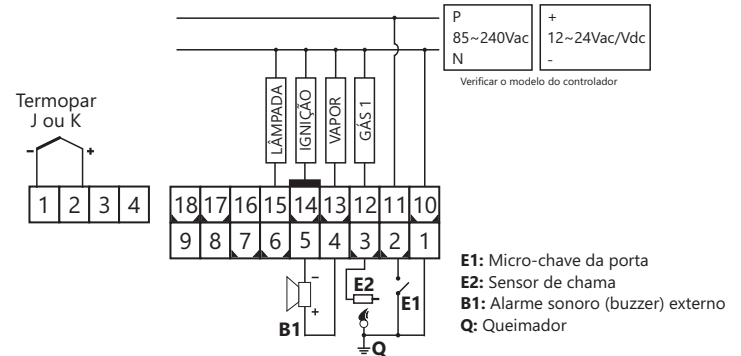 P
85~240Vac
N
+
12~24Vac/Vdc
-
Verificar o modelo do controlador
Termopar
J ou K
- +
LÂMPADA
IGNIÇÃO
VAPOR
GÁS 1
1 2 3 4
18 17 16 15 14 13 12 11 10
9 8 7 6 5 4 3 2 1
-
+
B1
E2
E1
Q
E1: Micro-chave da porta
E2: Sensor de chama
B1: Alarme sonoro (buzzer) externo
Q: Queimador